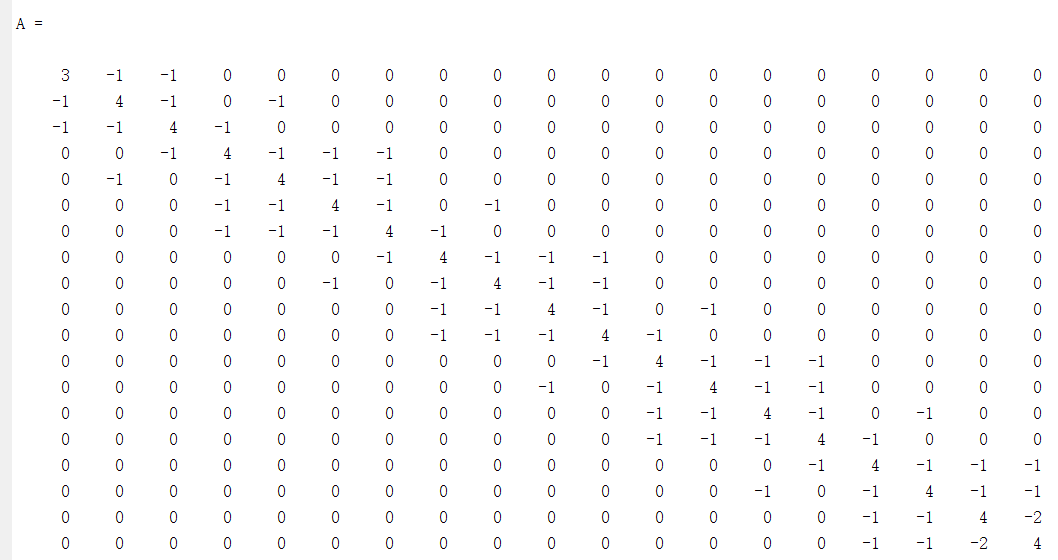 A =
3 -1 -1 0 0 0 0 0 0 0 0 0 0 0 0 0 0 0 0
-1 4 -1 0 -1 0 0 0 0 0 0 0 0 0 0 0 0 0 0
-1 -1 4 -1 0 0 0 0 0 0 0 0 0 0 0 0 0 0 0
0 0 -1 4 -1 -1 -1 0 0 0 0 0 0 0 0 0 0 0 0
0 -1 0 -1 4 -1 -1 0 0 0 0 0 0 0 0 0 0 0 0
0 0 0 -1 -1 4 -1 0 -1 0 0 0 0 0 0 0 0 0 0
0 0 0 -1 -1 -1 4 -1 0 0 0 0 0 0 0 0 0 0 0
0 0 0 0 0 0 -1 4 -1 -1 -1 0 0 0 0 0 0 0 0
0 0 0 0 0 -1 0 -1 4 -1 -1 0 0 0 0 0 0 0 0
0 0 0 0 0 0 0 -1 -1 4 -1 0 -1 0 0 0 0 0 0
0 0 0 0 0 0 0 -1 -1 -1 4 -1 0 0 0 0 0 0 0
0 0 0 0 0 0 0 0 0 0 -1 4 -1 -1 -1 0 0 0 0
0 0 0 0 0 0 0 0 0 -1 0 -1 4 -1 -1 0 0 0 0
0 0 0 0 0 0 0 0 0 0 0 -1 -1 4 -1 0 -1 0 0
0 0 0 0 0 0 0 0 0 0 0 -1 -1 -1 4 -1 0 0 0
0 0 0 0 0 0 0 0 0 0 0 0 0 0 -1 4 -1 -1 -1
0 0 0 0 0 0 0 0 0 0 0 0 0 -1 0 -1 4 -1 -1
0 0 0 0 0 0 0 0 0 0 0 0 0 0 0 -1 -1 4 -2
0 0 0 0 0 0 0 0 0 0 0 0 0 0 0 -1 -1 -2 4